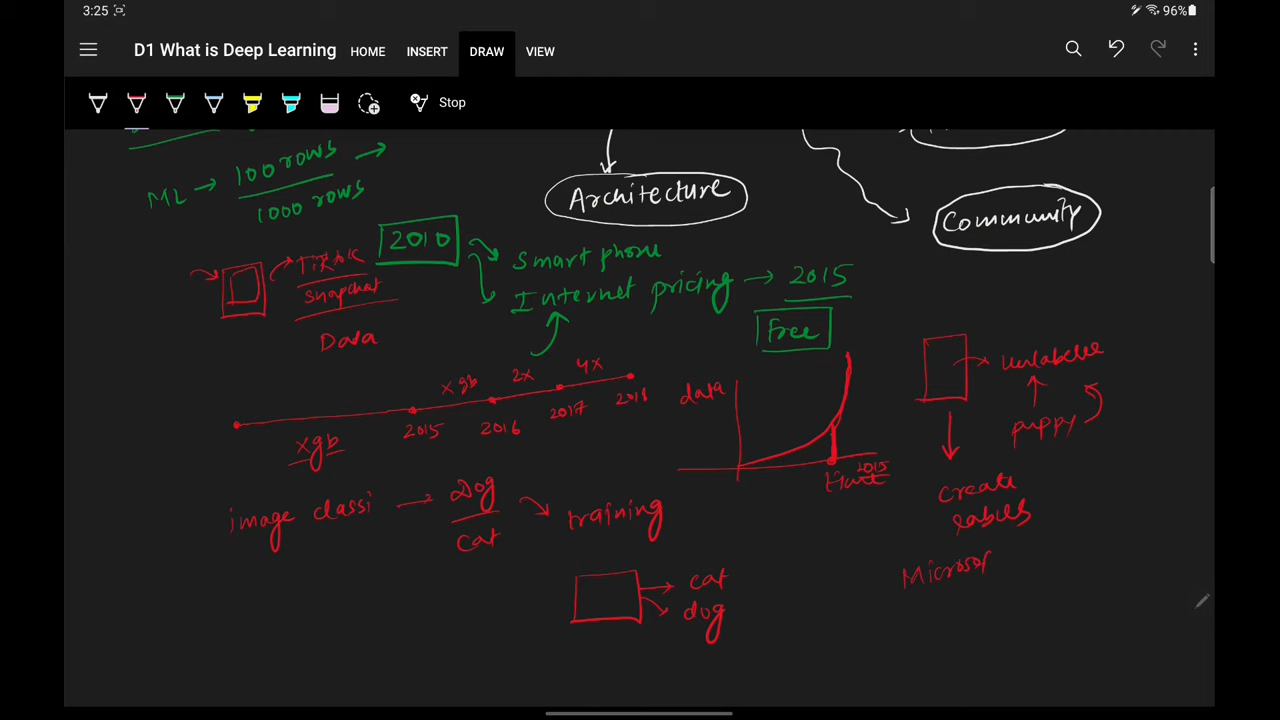 3:25
96%
D1 What is Deep Learning
HOME
INSERT
DRAW
VIEW
Stop
ML → 100 rows →
1000 rows
Architecture
Community
2010
Smart phone
Internet pricing → 2015
Free
TikTok
Snapchat
Data
x gb
x gb
2x
4x
2015
2016
2017
2018
data
2015
unlabelle
puppy
create
labels
image classi → Dog
Cat
training
cat
dog
Microsof